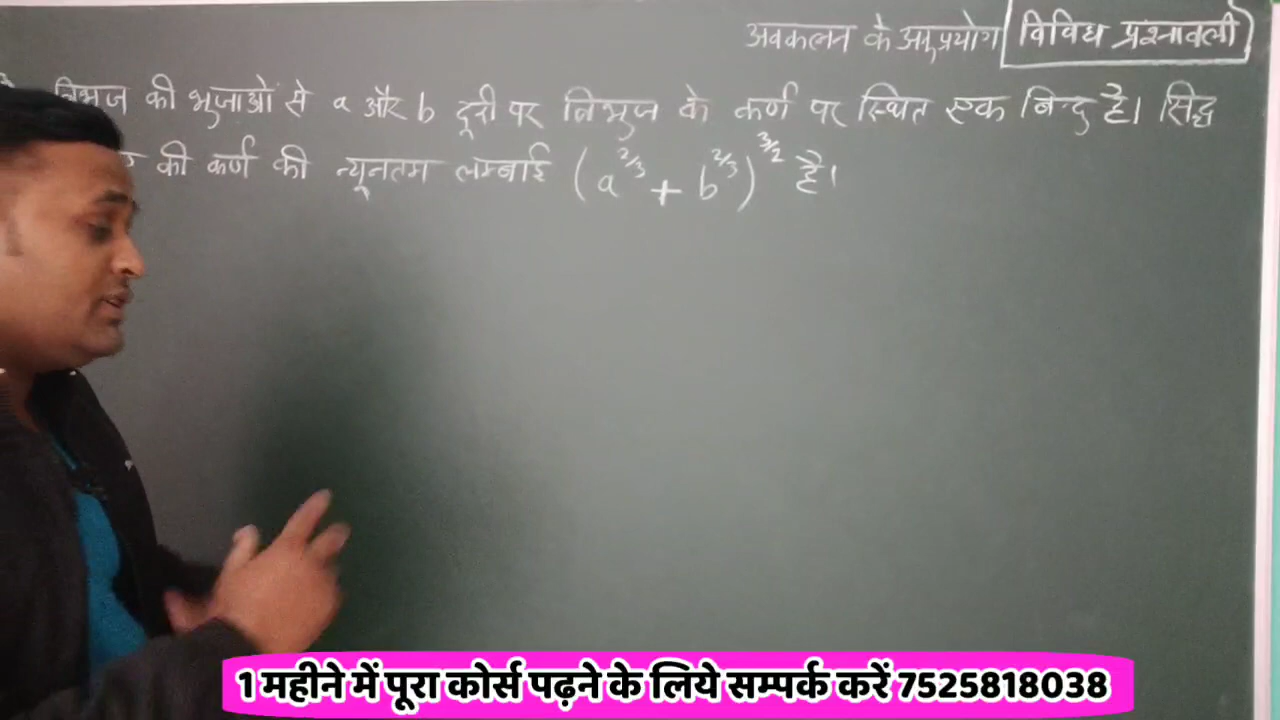 अवकलन के अनुप्रयोग विविध प्रश्नावली
त्रिभुज की भुजाओं से a और b दूरी पर त्रिभुज के कर्ण पर स्थित एक बिन्दु है। सिद्ध
की कर्ण की न्यूनतम लम्बाई (a^2/3 + b^2/3)^3/2 है।
1 महीने में पूरा कोर्स पढ़ने के लिये सम्पर्क करें 7525818038